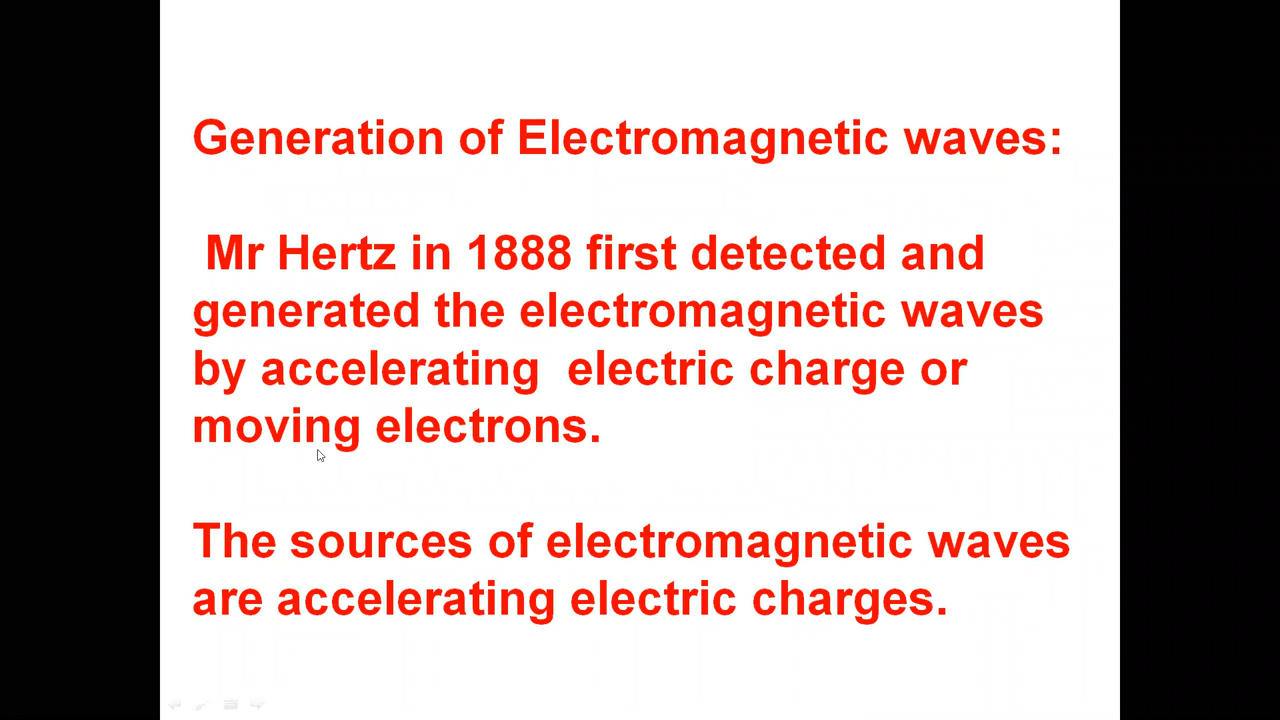 Generation of Electromagnetic waves:
Mr Hertz in 1888 first detected and
generated the electromagnetic waves
by accelerating  electric charge or
moving electrons.
The sources of electromagnetic waves
are accelerating electric charges.